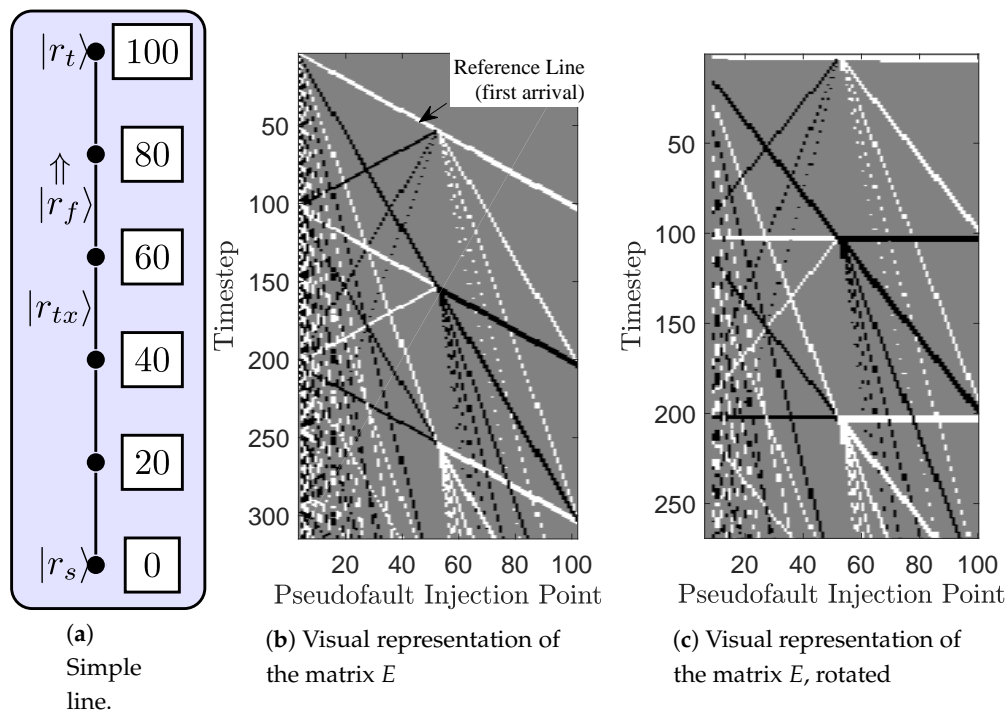 |r_t⟩ 100
80
⇑
|r_f⟩
60
|r_{tx}⟩
40
20
|r_s⟩ 0
(a)
Simple
line.
Reference Line
(first arrival)
50
100
150
200
250
300
Timestep
20 40 60 80 100
Pseudofault Injection Point
(b) Visual representation of
the matrix E
50
100
150
200
250
Timestep
20 40 60 80 100
Pseudofault Injection Point
(c) Visual representation of
the matrix E, rotated